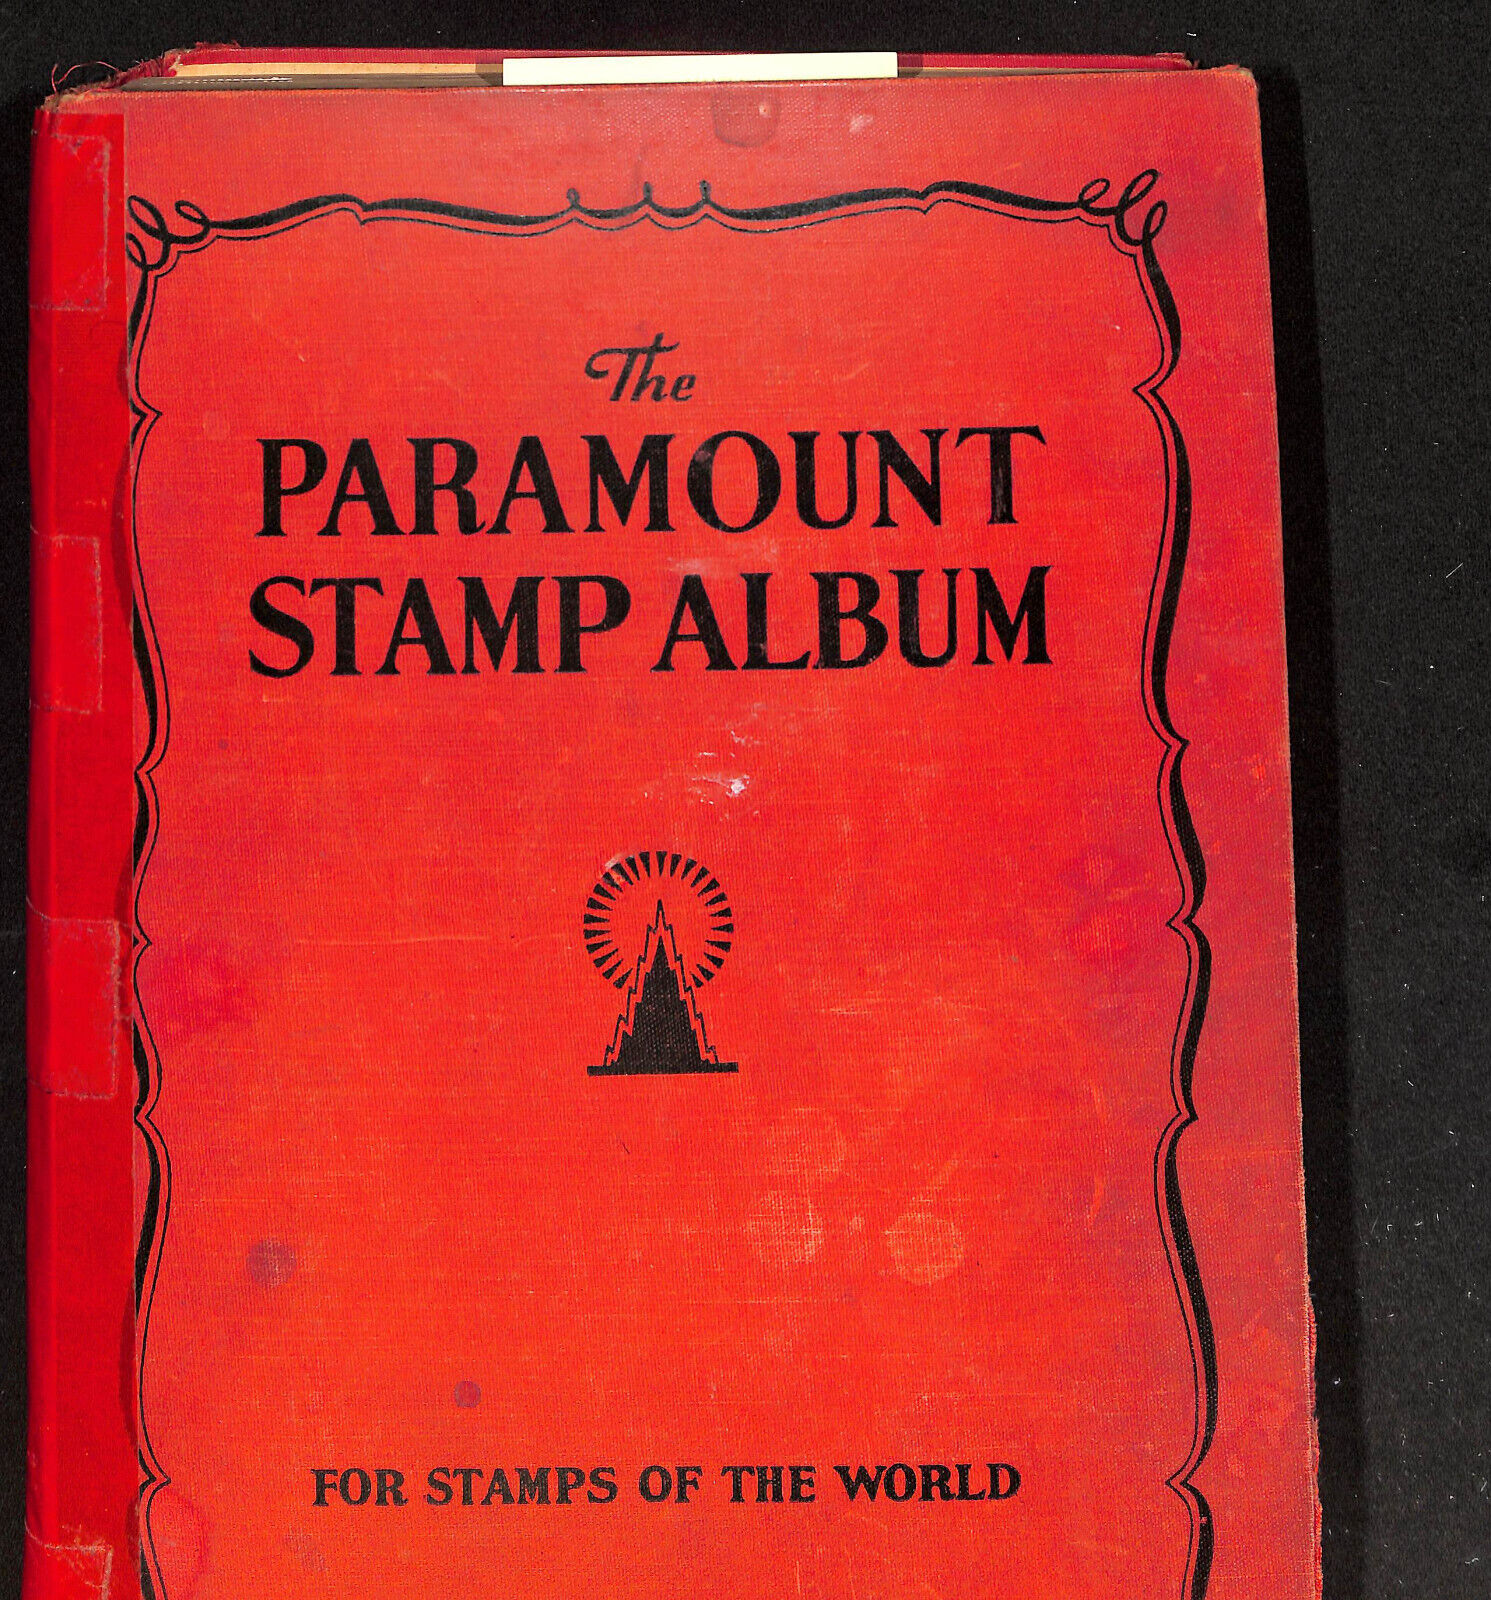 The
PARAMOUNT
STAMP ALBUM
FOR STAMPS OF THE WORLD